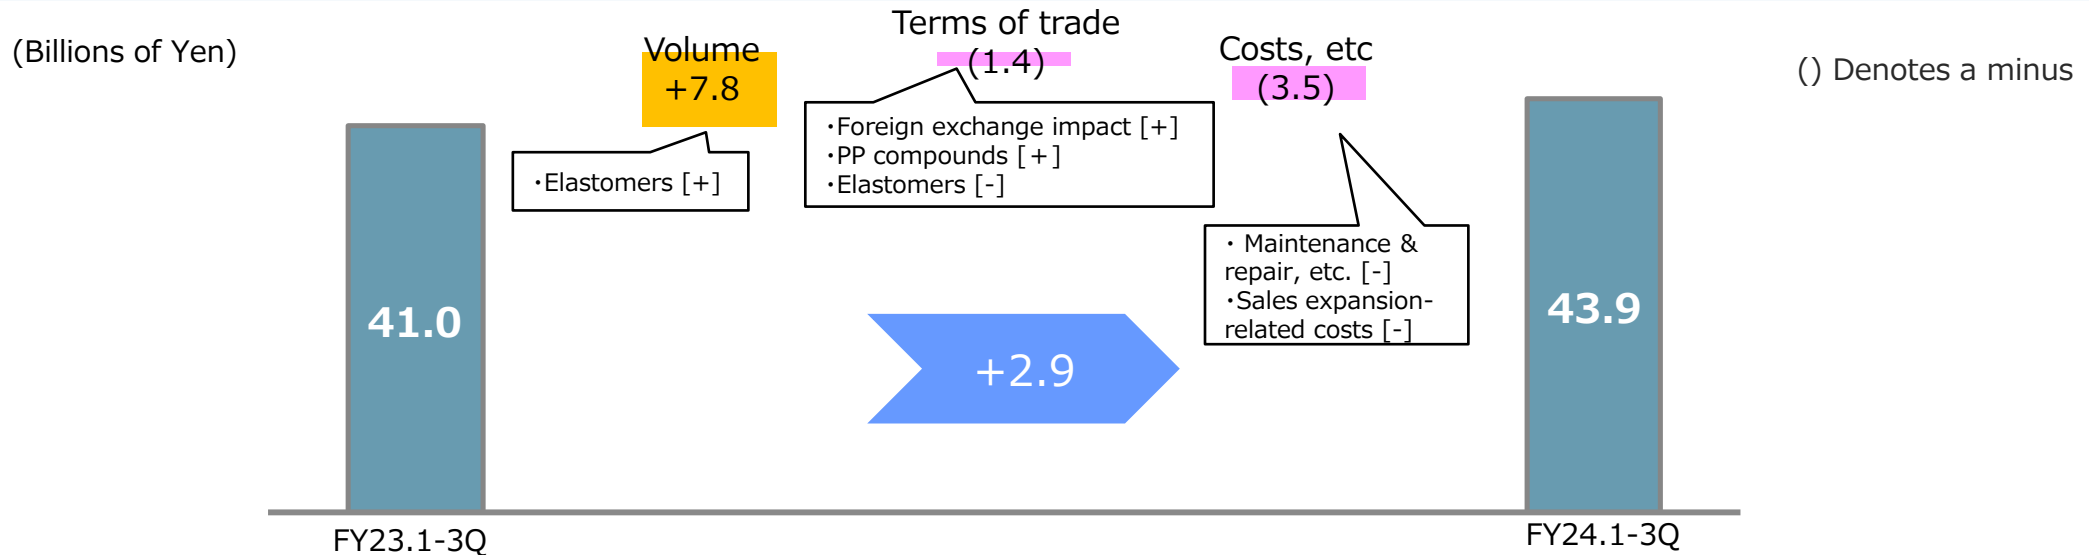 (Billions of Yen)
Volume
+7.8
Terms of trade
(1.4)
Costs, etc
(3.5)
() Denotes a minus
・Elastomers [+]
・Foreign exchange impact [+]
・PP compounds [+]
・Elastomers [-]
・ Maintenance &
repair, etc. [-]
・Sales expansion-
related costs [-]
41.0
+2.9
43.9
FY23.1-3Q
FY24.1-3Q